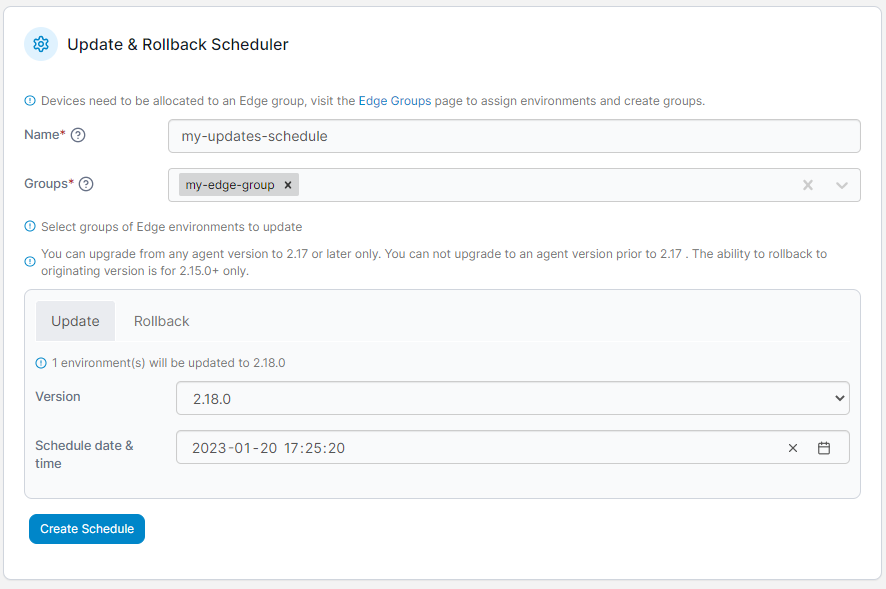 Update & Rollback Scheduler
Devices need to be allocated to an Edge group, visit the Edge Groups page to assign environments and create groups.
Name*
my-updates-schedule
Groups*
my-edge-group
Select groups of Edge environments to update
You can upgrade from any agent version to 2.17 or later only. You can not upgrade to an agent version prior to 2.17 . The ability to rollback to
originating version is for 2.15.0+ only.
Update Rollback
1 environment(s) will be updated to 2.18.0
Version
2.18.0
Schedule date &
time
2023-01-20 17:25:20
Create Schedule